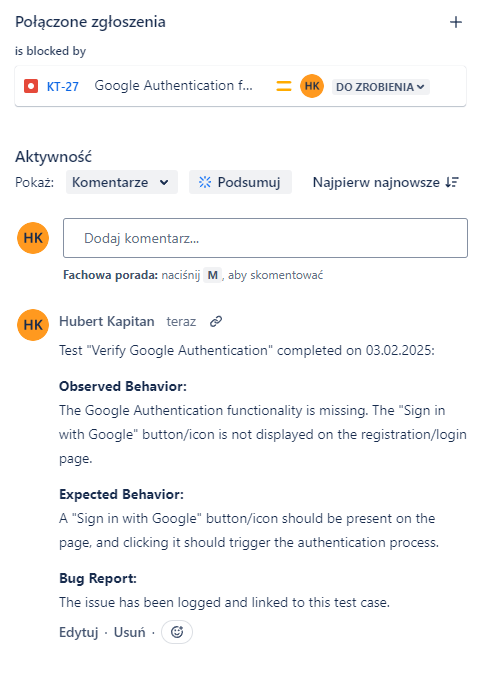 Połączone zgłoszenia
is blocked by
KT-27 Google Authentication f... HK DO ZROBIENIA
Aktywność
Pokaż: Komentarze Podsumuj Najpierw najnowsze
HK Dodaj komentarz...
Fachowa porada: naciśnij M, aby skomentować
HK Hubert Kapitan teraz
Test "Verify Google Authentication" completed on 03.02.2025:
Observed Behavior:
The Google Authentication functionality is missing. The "Sign in
with Google" button/icon is not displayed on the registration/login
page.
Expected Behavior:
A "Sign in with Google" button/icon should be present on the
page, and clicking it should trigger the authentication process.
Bug Report:
The issue has been logged and linked to this test case.
Edytuj · Usuń ·